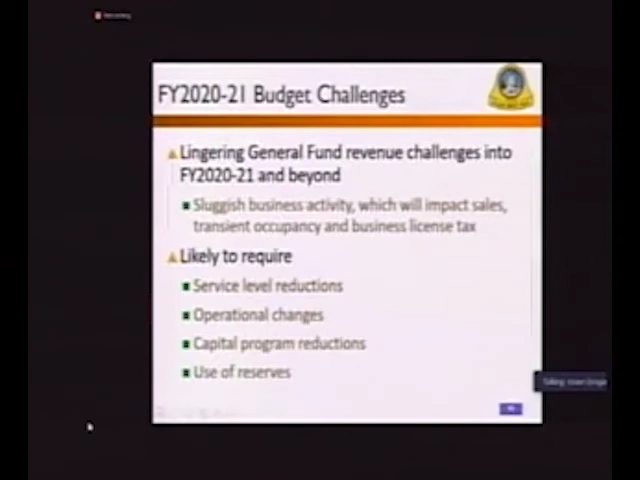 FY2020-21 Budget Challenges
Lingering General Fund revenue challenges into
FY2020-21 and beyond
Sluggish business activity, which will impact sales,
transient occupancy and business license tax
Likely to require
Service level reductions
Operational changes
Capital program reductions
Use of reserves